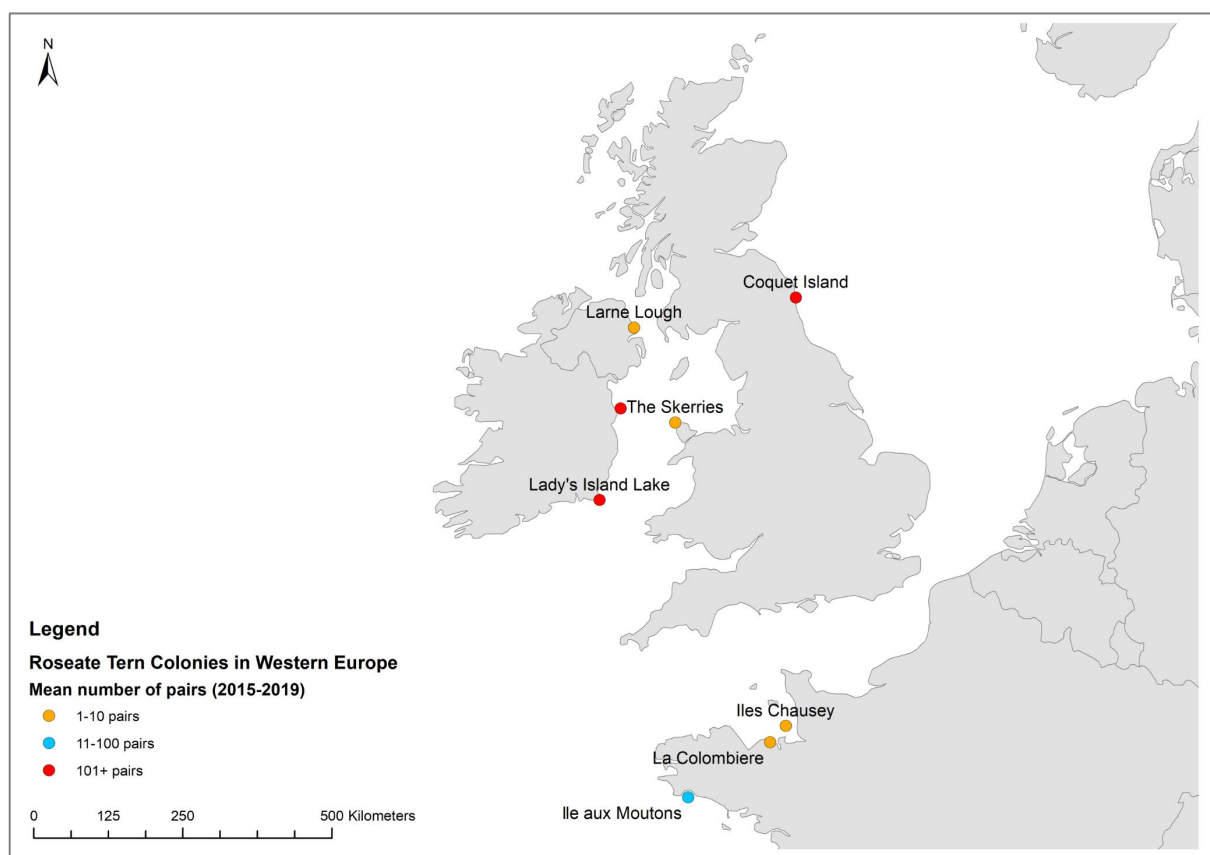 N
Coquet Island
Larne Lough
The Skerries
Lady's Island Lake
Legend
Roseate Tern Colonies in Western Europe
Mean number of pairs (2015-2019)
1-10 pairs
11-100 pairs
101+ pairs
0 125 250 500 Kilometers
Iles Chausey
La Colombiere
Ile aux Moutons